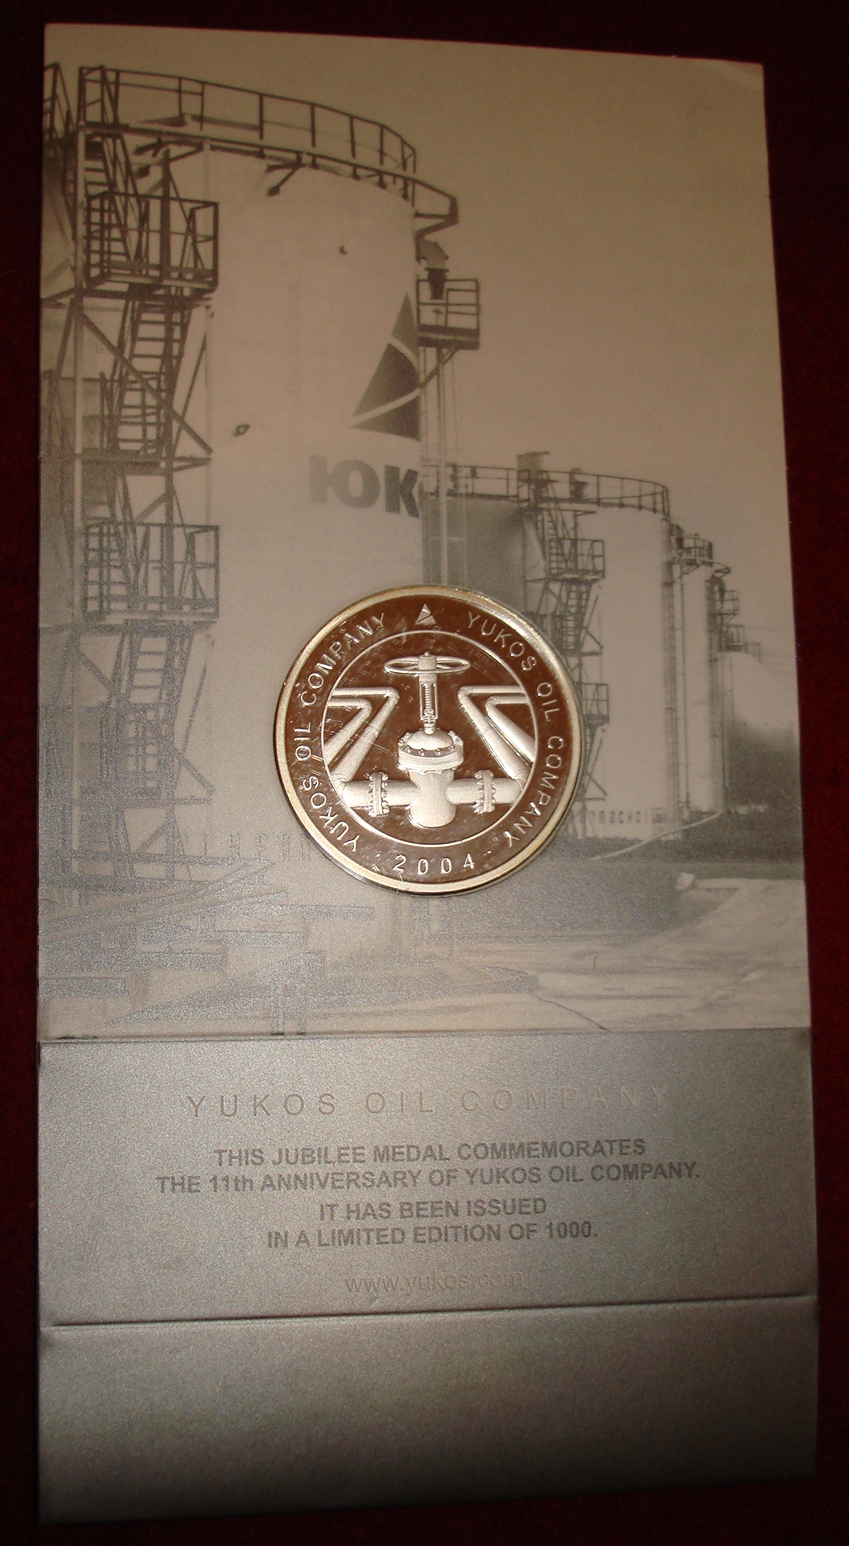 ЮК
YUKOS OIL COMPANY
YUKOS OIL COMPANY
2004
YUKOS OIL COMPANY
THIS JUBILEE MEDAL COMMEMORATES
THE 11th ANNIVERSARY OF YUKOS OIL COMPANY.
IT HAS BEEN ISSUED
IN A LIMITED EDITION OF 1000.
www.yukos.com